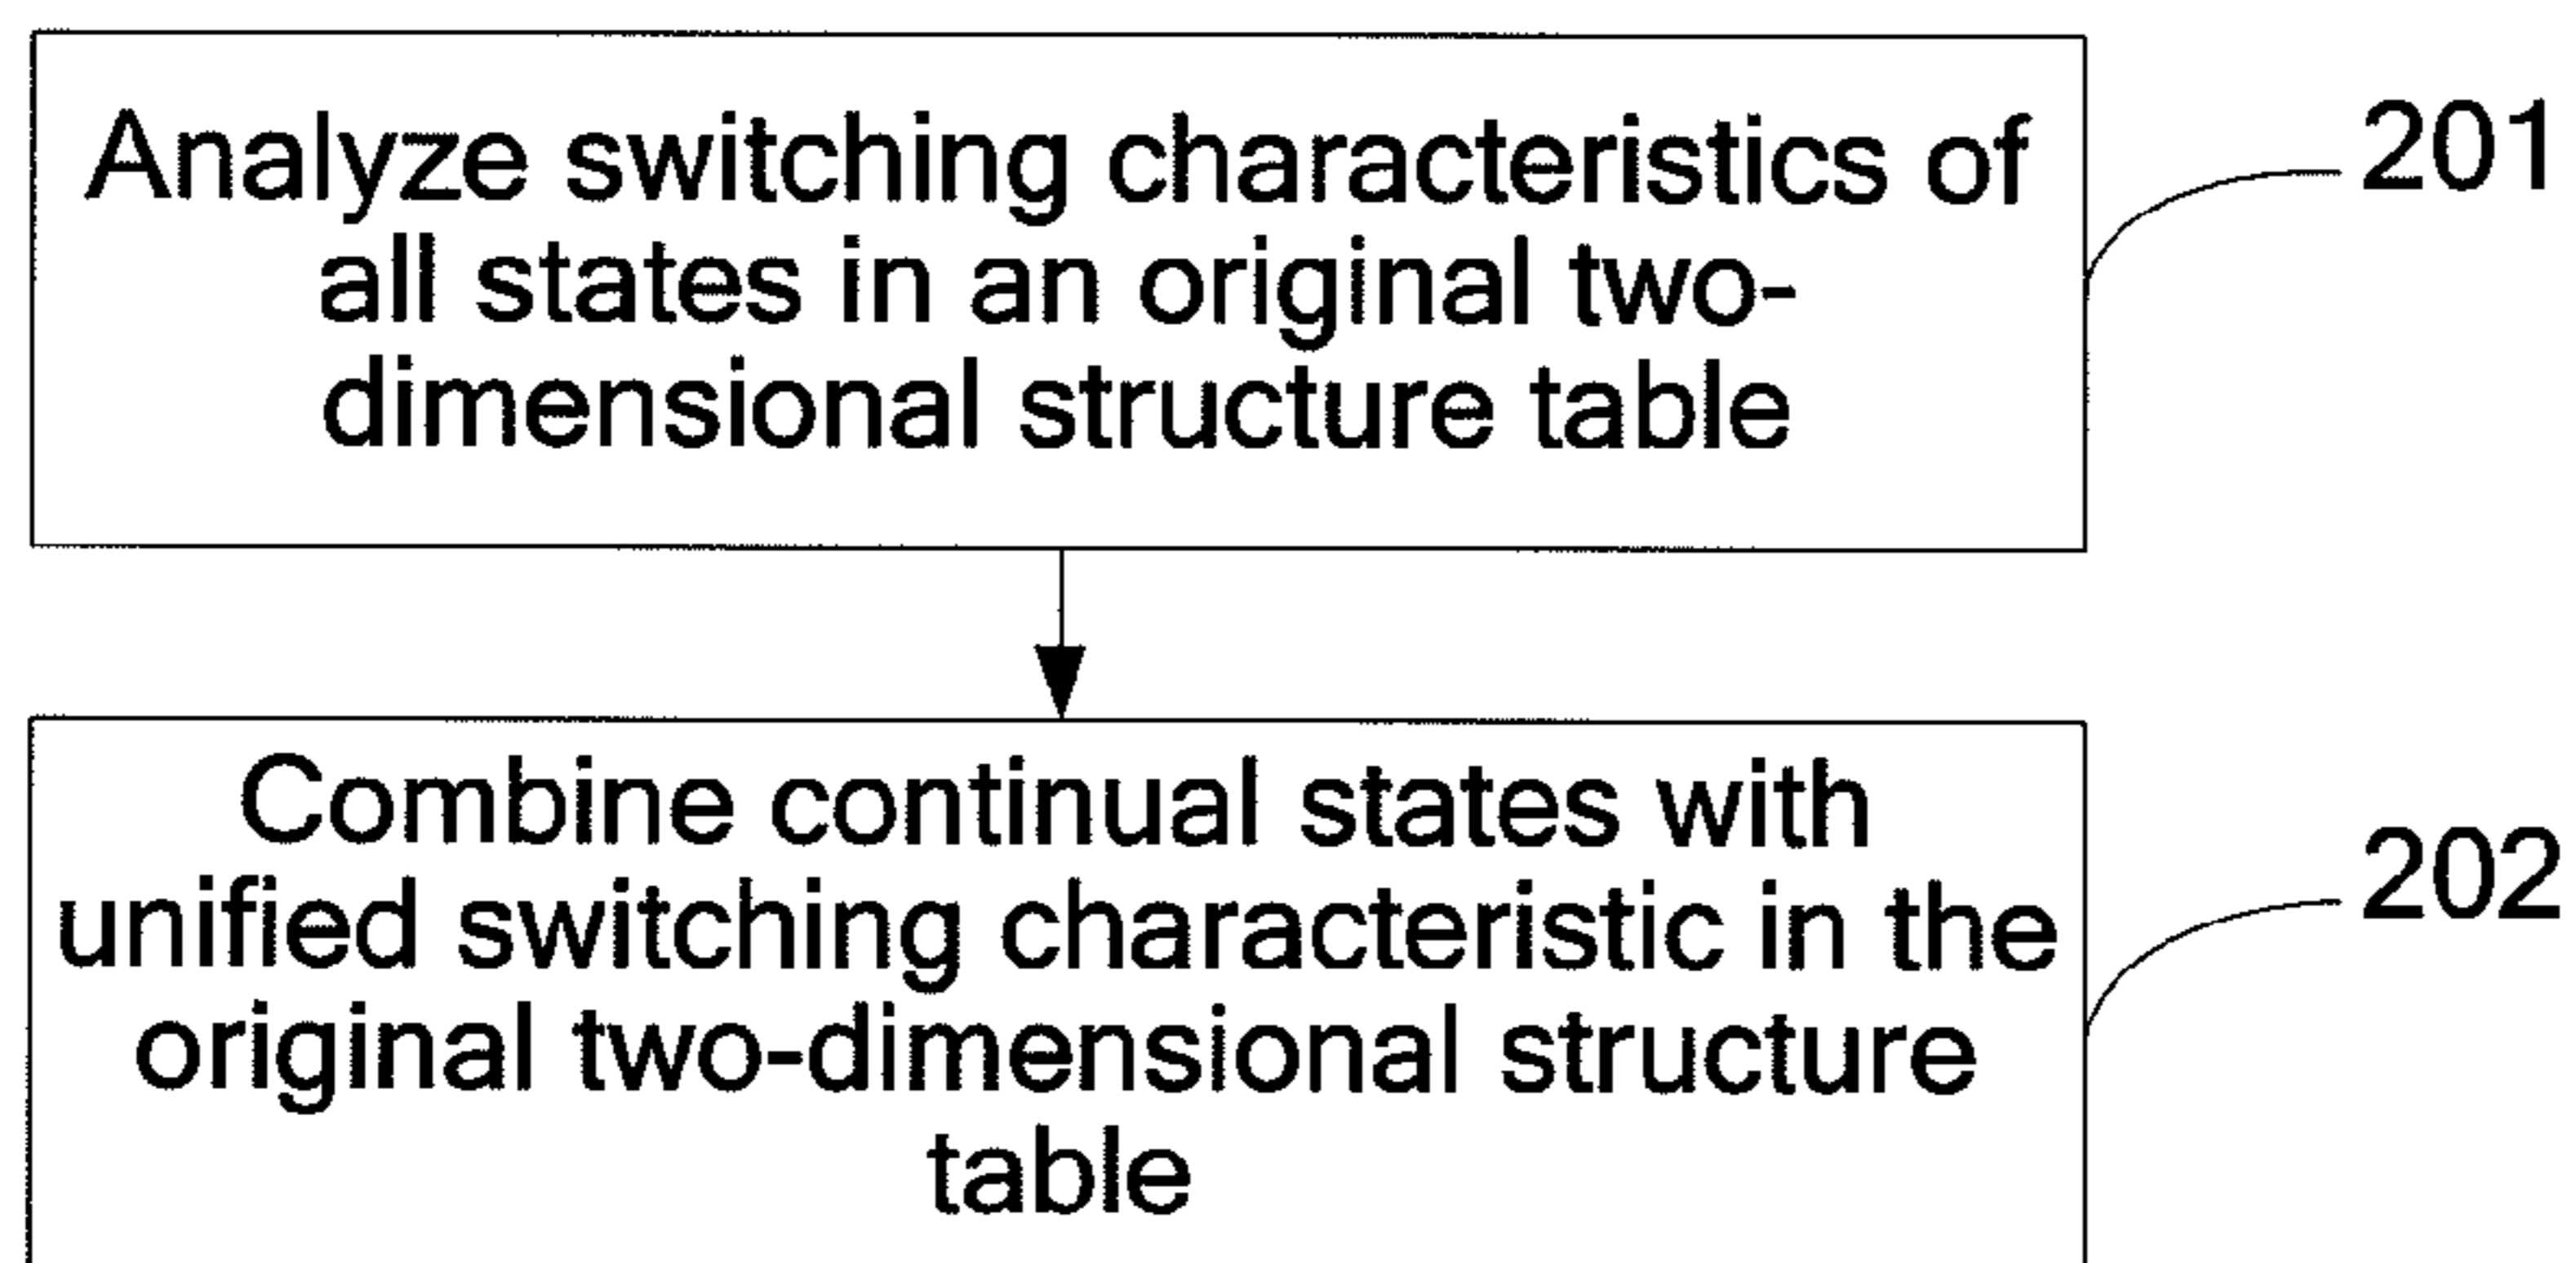 Analyze switching characteristics of
201
all states in an original two-
dimensional structure table
Combine continual states with
202
unified switching characteristic in the
original two-dimensional structure
table